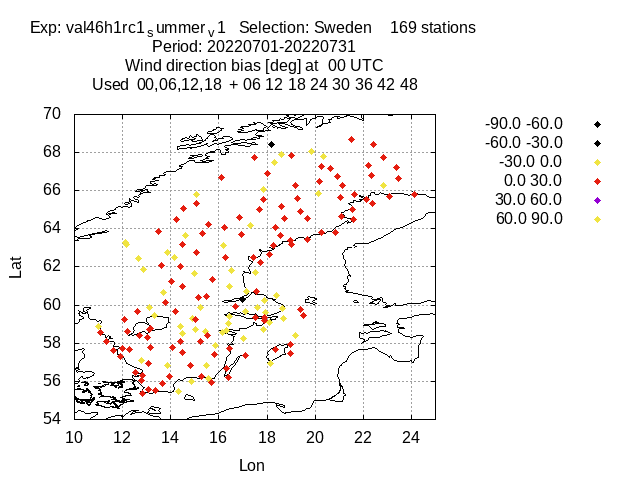 Exp: val46h1rc1summerv1 Selection: Sweden 169 stations
Period: 20220701-20220731
Wind direction bias [deg] at 00 UTC
Used 00,06,12,18 + 06 12 18 24 30 36 42 48
-90.0 -60.0
-60.0 -30.0
-30.0 0.0
0.0 30.0
30.0 60.0
60.0 90.0
70
68
66
64
62
60
58
56
54
Lat
10 12 14 16 18 20 22 24
Lon